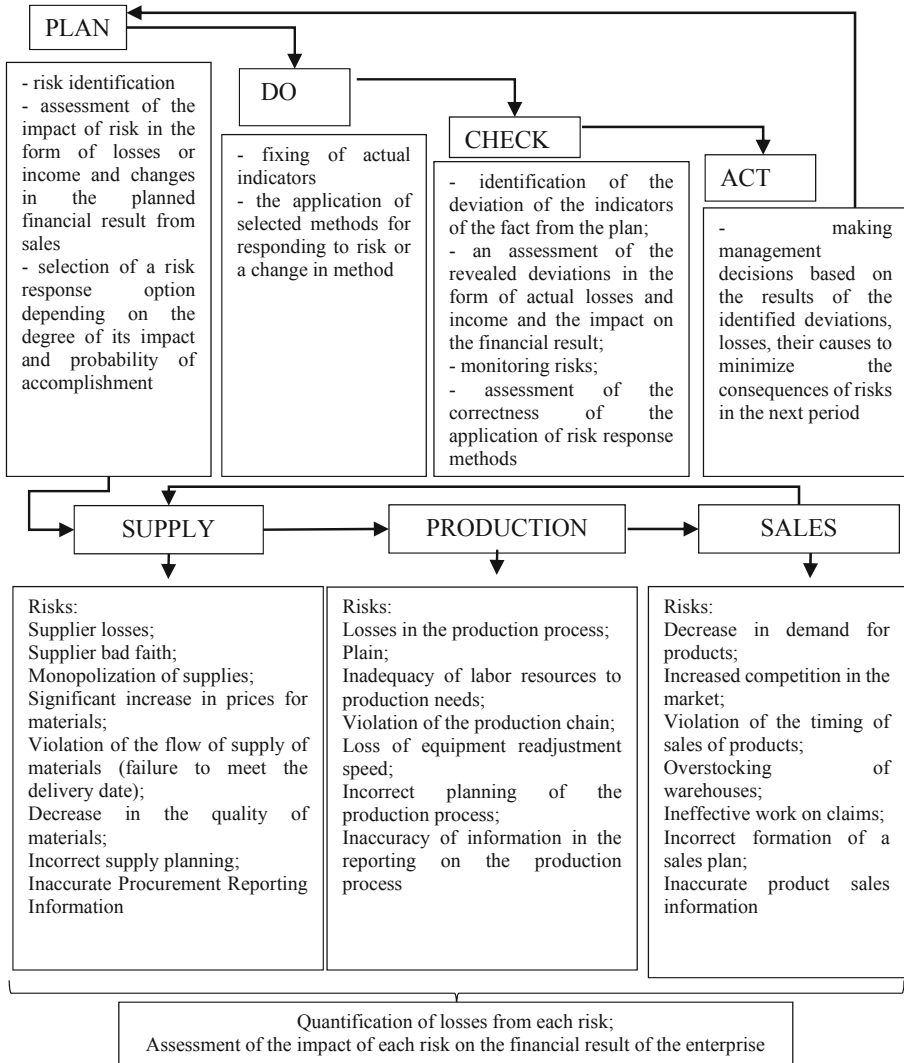 PLAN
- risk identification
- assessment of the
impact of risk in the
form of losses or
income and changes
in the planned
financial result from
sales
- selection of a risk
response option
depending on the
degree of its impact
and probability of
accomplishment
DO
- fixing of actual
indicators
- the application of
selected methods for
responding to risk or
a change in method
CHECK
- identification of the
deviation of the indicators
of the fact from the plan;
- an assessment of the
revealed deviations in the
form of actual losses and
income and the impact on
the financial result;
- monitoring risks;
- assessment of the
correctness of the
application of risk response
methods
ACT
- making
management
decisions based on
the results of the
identified deviations,
losses, their causes to
minimize the
consequences of risks
in the next period
SUPPLY
PRODUCTION
SALES
Risks:
Supplier losses;
Supplier bad faith;
Monopolization of supplies;
Significant increase in prices for
materials;
Violation of the flow of supply of
materials (failure to meet the
delivery date);
Decrease in the quality of
materials;
Incorrect supply planning;
Inaccurate Procurement Reporting
Information
Risks:
Losses in the production process;
Plain;
Inadequacy of labor resources to
production needs;
Violation of the production chain;
Loss of equipment readjustment
speed;
Incorrect planning of the
production process;
Inaccuracy of information in the
reporting on the production
process
Risks:
Decrease in demand for
products;
Increased competition in the
market;
Violation of the timing of
sales of products;
Overstocking of
warehouses;
Ineffective work on claims;
Incorrect formation of a
sales plan;
Inaccurate product sales
information
Quantification of losses from each risk;
Assessment of the impact of each risk on the financial result of the enterprise